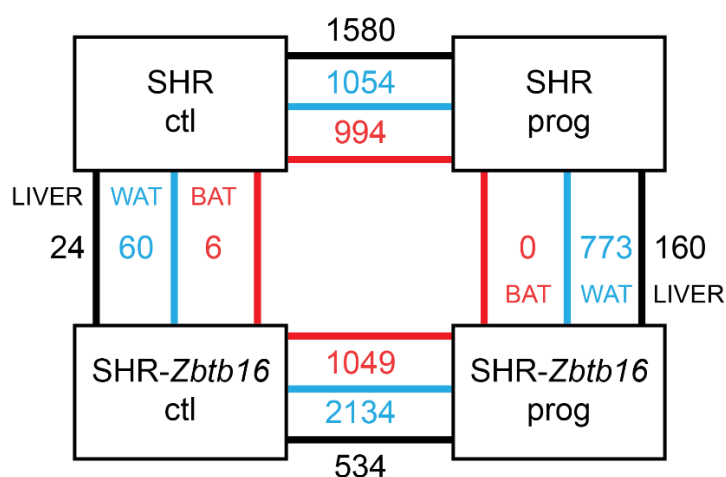 1580
SHR
ctl
1054
SHR
prog
994
LIVER WAT BAT
24 60 6
0 773 160
BAT WAT LIVER
SHR-Zbtb16
ctl
1049
2134
SHR-Zbtb16
prog
534